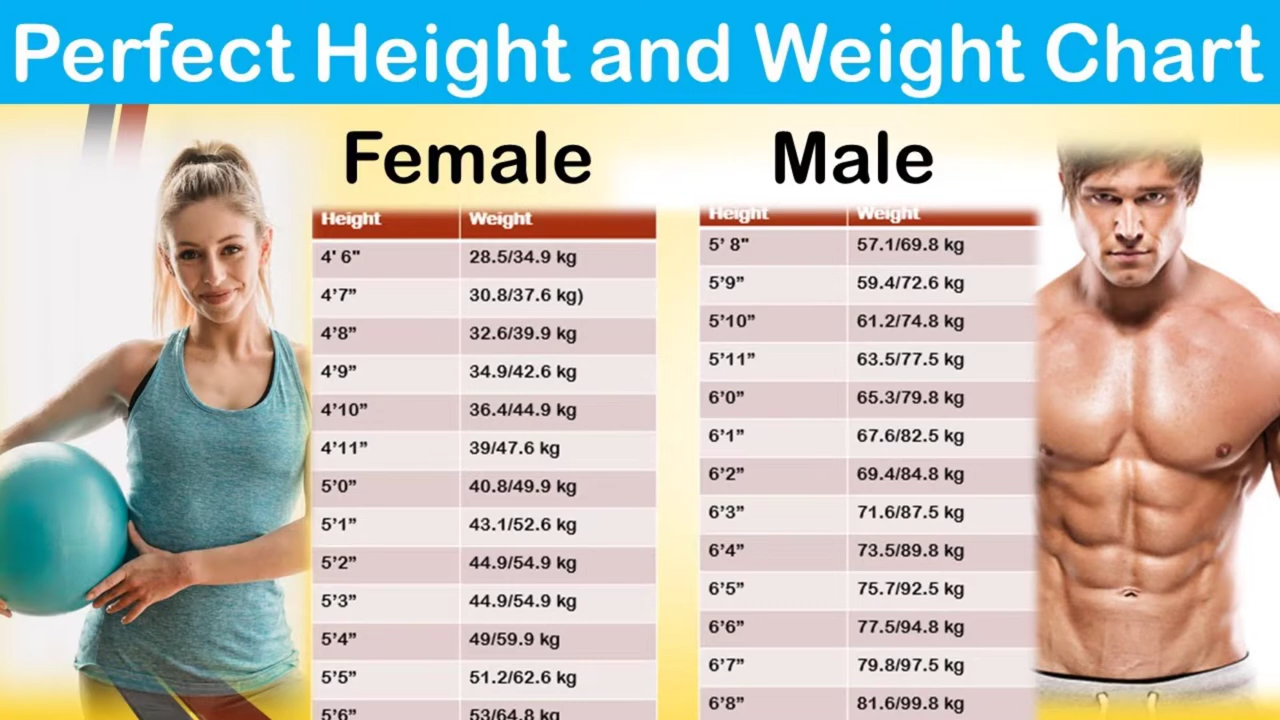 Perfect Height and Weight Chart
Female
Height Weight
4' 6" 28.5/34.9 kg
4’7” 30.8/37.6 kg)
4’8” 32.6/39.9 kg
4’9” 34.9/42.6 kg
4’10” 36.4/44.9 kg
4’11” 39/47.6 kg
5’0” 40.8/49.9 kg
5’1” 43.1/52.6 kg
5’2” 44.9/54.9 kg
5’3” 44.9/54.9 kg
5’4” 49/59.9 kg
5’5” 51.2/62.6 kg
5’6” 53/64.8 kg
Male
Height Weight
5’ 8" 57.1/69.8 kg
5’9” 59.4/72.6 kg
5’10” 61.2/74.8 kg
5’11” 63.5/77.5 kg
6’0” 65.3/79.8 kg
6’1” 67.6/82.5 kg
6’2” 69.4/84.8 kg
6’3” 71.6/87.5 kg
6’4” 73.5/89.8 kg
6’5” 75.7/92.5 kg
6’6” 77.5/94.8 kg
6’7” 79.8/97.5 kg
6’8” 81.6/99.8 kg